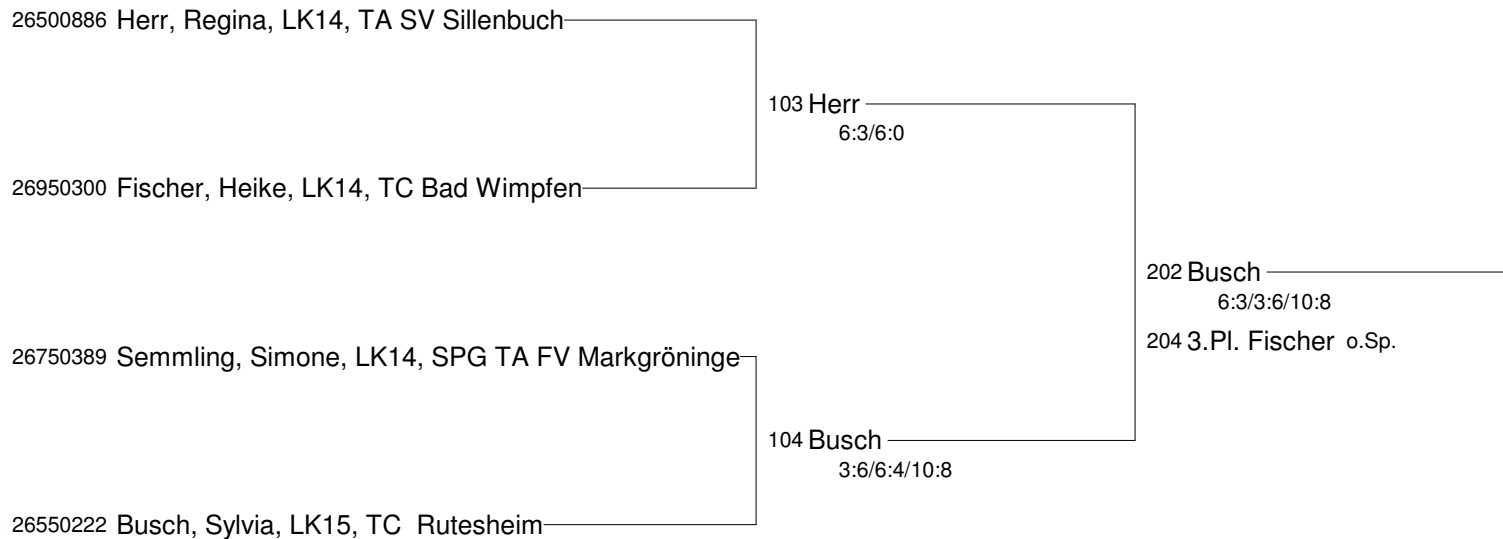 26500886 Herr, Regina, LK14, TA SV Sillenbuch
103 Herr
6:3/6:0
26950300 Fischer, Heike, LK14, TC Bad Wimpfen
202 Busch
6:3/3:6/10:8
204 3.Pl. Fischer o.Sp.
26750389 Semmling, Simone, LK14, SPG TA FV Markgröninge
104 Busch
3:6/6:4/10:8
26550222 Busch, Sylvia, LK15, TC Rutesheim